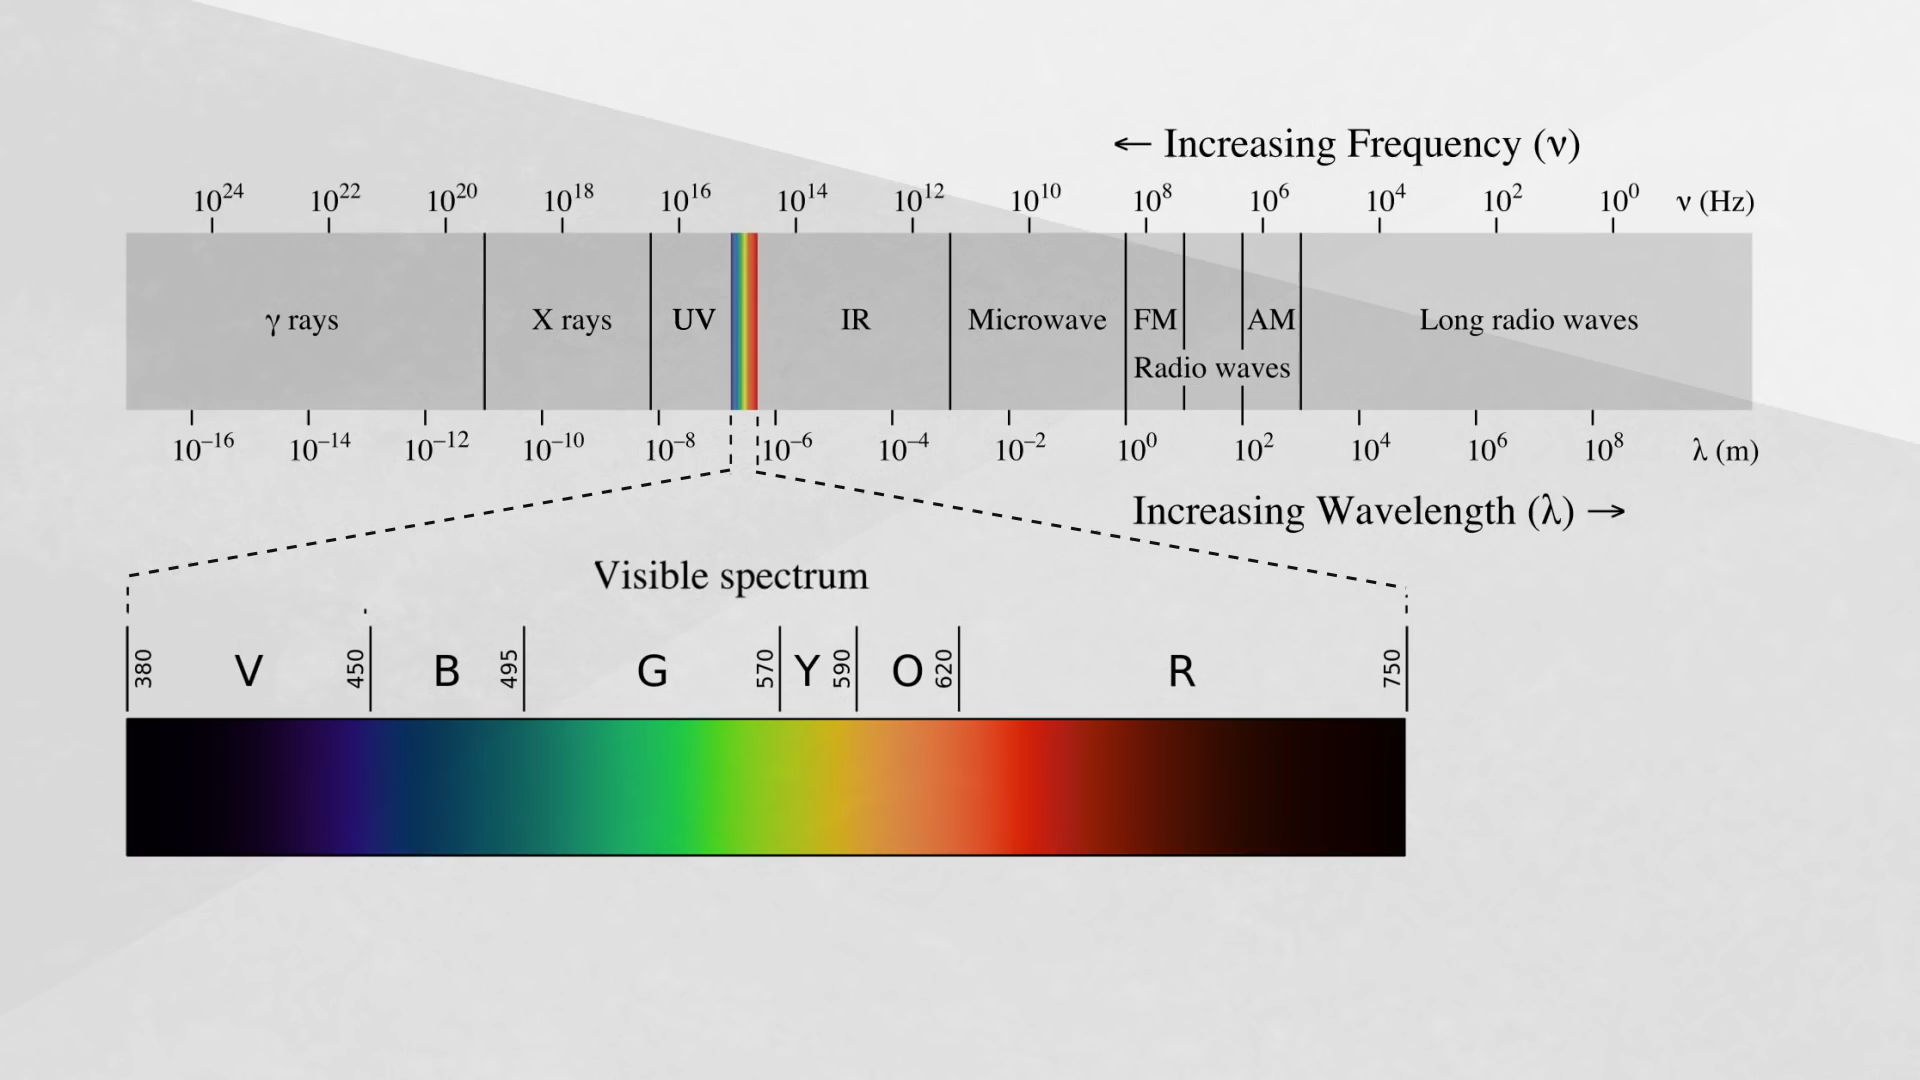 ← Increasing Frequency (ν)
10²⁴ 10²² 10²⁰ 10¹⁸ 10¹⁶ 10¹⁴ 10¹² 10¹⁰ 10⁸ 10⁶ 10⁴ 10² 10⁰ ν (Hz)
γ rays X rays UV IR Microwave FM AM Long radio waves
Radio waves
10⁻¹⁶ 10⁻¹⁴ 10⁻¹² 10⁻¹⁰ 10⁻⁸ 10⁻⁶ 10⁻⁴ 10⁻² 10⁰ 10² 10⁴ 10⁶ 10⁸ λ (m)
Increasing Wavelength (λ) →
Visible spectrum
380 V 450 B 495 G 570 Y 590 O 620 R 750